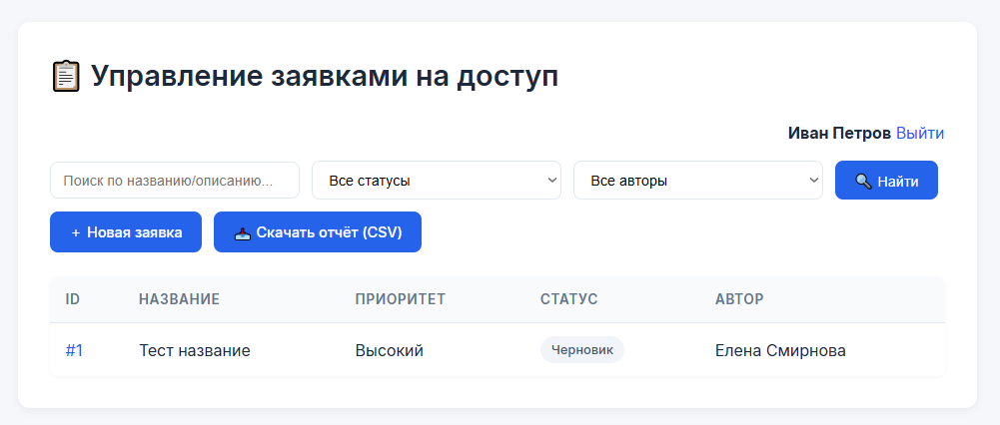 Управление заявками на доступ
Иван Петров Выйти
Поиск по названию/описанию... Все статусы Все авторы Найти
+ Новая заявка Скачать отчёт (CSV)
ID НАЗВАНИЕ ПРИОРИТЕТ СТАТУС АВТОР
#1 Тест название Высокий Черновик Елена Смирнова